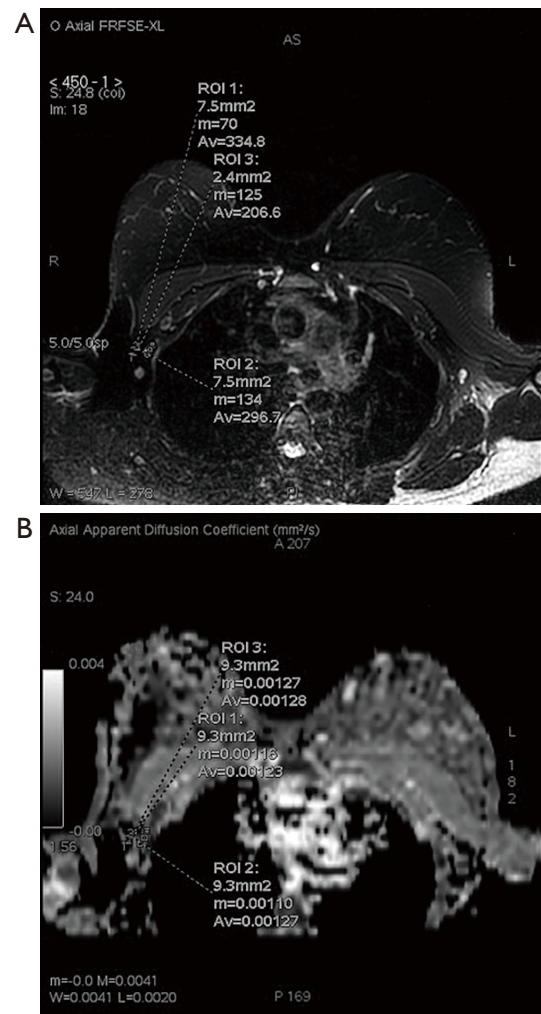 A
O Axial FRFSE-XL
AS
< 450 - 1 >
S: 24.8 (coi)
Im: 18
ROI 1:
7.5mm2
m=70
Av=334.8
ROI 3:
2.4mm2
m=125
Av=206.6
R
L
5.0/5.0sp
ROI 2:
7.5mm2
m=134
Av=296.7
W = 547 L = 278
B
Axial Apparent Diffusion Coefficient (mm²/s)
A 207
S: 24.0
0.004
ROI 3:
9.3mm2
m=0.00127
Av=0.00128
ROI 1:
9.3mm2
m=0.00116
Av=0.00123
L
182
-0.00
1.56
ROI 2:
9.3mm2
m=0.00110
Av=0.00127
m=-0.0 M=0.0041
W=0.0041 L=0.0020
P 169